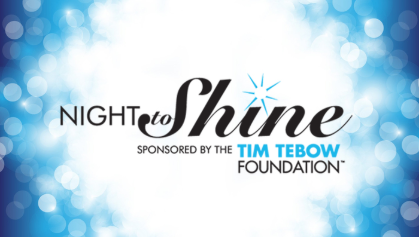 NIGHT to Shine
SPONSORED BY THE TIM TEBOW
FOUNDATION™